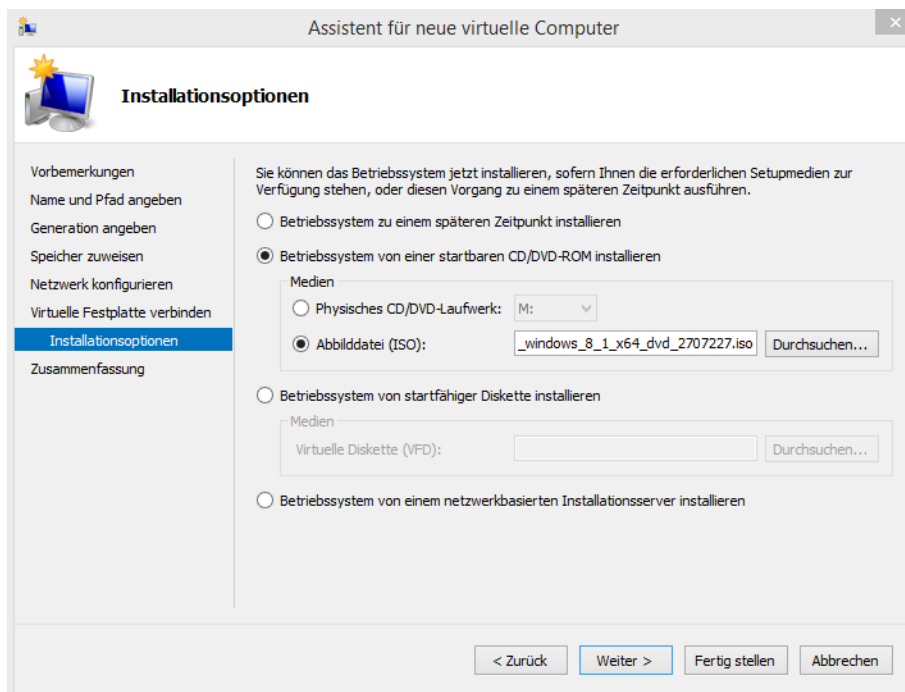 Assistent für neue virtuelle Computer
Installationsoptionen
Vorbemerkungen
Name und Pfad angeben
Generation angeben
Speicher zuweisen
Netzwerk konfigurieren
Virtuelle Festplatte verbinden
Installationsoptionen
Zusammenfassung
Sie können das Betriebssystem jetzt installieren, sofern Ihnen die erforderlichen Setupmedien zur
Verfügung stehen, oder diesen Vorgang zu einem späteren Zeitpunkt ausführen.
Betriebssystem zu einem späteren Zeitpunkt installieren
Betriebssystem von einer startbaren CD/DVD-ROM installieren
Medien
Physisches CD/DVD-Laufwerk: M:
Abbilddatei (ISO): _windows_8_1_x64_dvd_2707227.iso Durchsuchen...
Betriebssystem von startfähiger Diskette installieren
Medien
Virtuelle Diskette (VFD): Durchsuchen...
Betriebssystem von einem netzwerkbasierten Installationsserver installieren
< Zurück Weiter > Fertig stellen Abbrechen